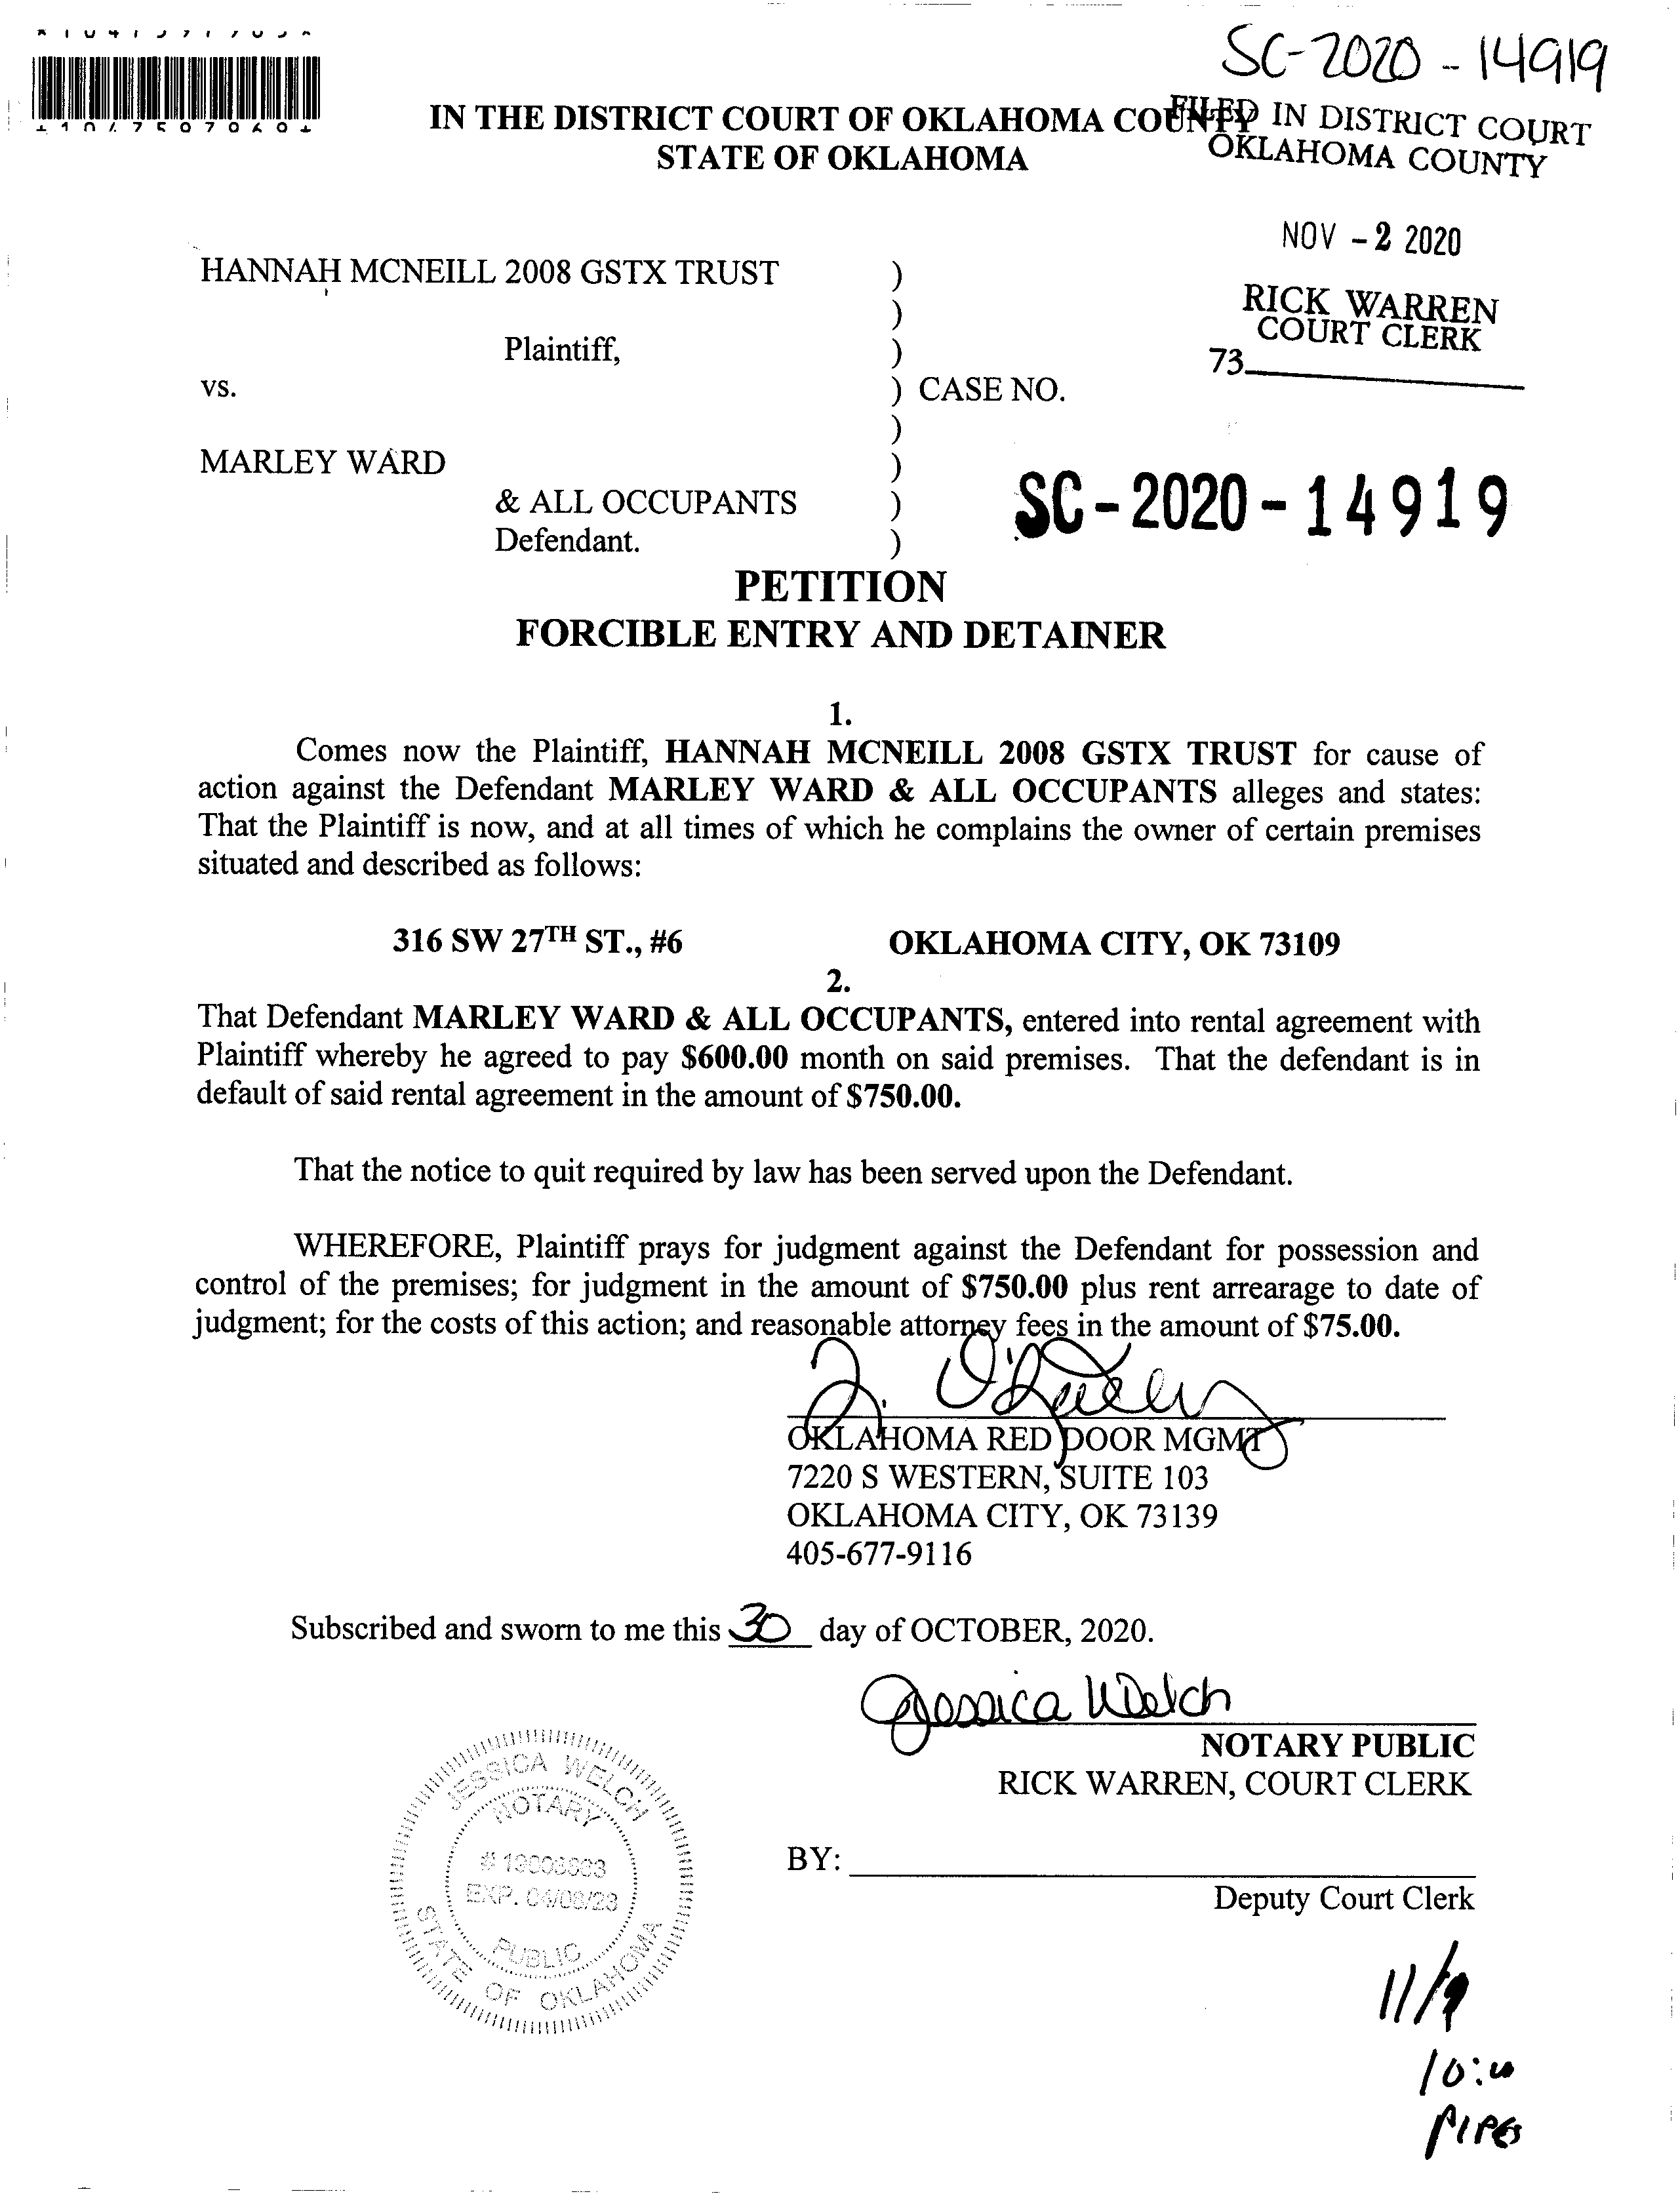 SC-2020-14919
IN THE DISTRICT COURT OF OKLAHOMA COUNTY
STATE OF OKLAHOMA
FILED IN DISTRICT COURT
OKLAHOMA COUNTY
NOV -2 2020
RICK WARREN
COURT CLERK
73
HANNAH MCNEILL 2008 GSTX TRUST )
)
Plaintiff, )
vs. ) CASE NO.
)
MARLEY WARD )
& ALL OCCUPANTS ) SC-2020-14919
Defendant. )
PETITION
FORCIBLE ENTRY AND DETAINER
1.
Comes now the Plaintiff, HANNAH MCNEILL 2008 GSTX TRUST for cause of
action against the Defendant MARLEY WARD & ALL OCCUPANTS alleges and states:
That the Plaintiff is now, and at all times of which he complains the owner of certain premises
situated and described as follows:
316 SW 27TH ST., #6 OKLAHOMA CITY, OK 73109
2.
That Defendant MARLEY WARD & ALL OCCUPANTS, entered into rental agreement with
Plaintiff whereby he agreed to pay $600.00 month on said premises. That the defendant is in
default of said rental agreement in the amount of $750.00.
That the notice to quit required by law has been served upon the Defendant.
WHEREFORE, Plaintiff prays for judgment against the Defendant for possession and
control of the premises; for judgment in the amount of $750.00 plus rent arrearage to date of
judgment; for the costs of this action; and reasonable attorney fees in the amount of $75.00.
OKLAHOMA RED DOOR MGMT
7220 S WESTERN, SUITE 103
OKLAHOMA CITY, OK 73139
405-677-9116
Subscribed and sworn to me this 30 day of OCTOBER, 2020.
Jessica Welch
NOTARY PUBLIC
RICK WARREN, COURT CLERK
JESSICA WELCH
NOTARY
PUBLIC
STATE OF OKLAHOMA
BY:
Deputy Court Clerk
11/9
10:00
PIPES